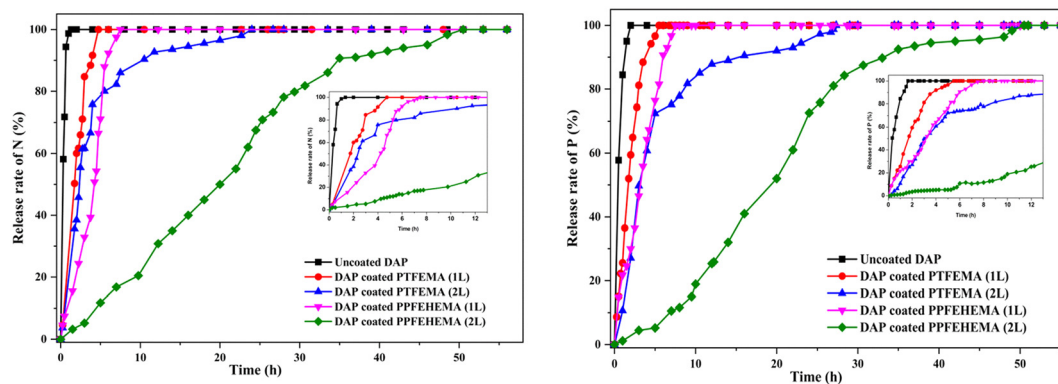 Release rate of N (%)
100
80
60
40
20
0
Release rate of N (%)
100
80
60
40
20
0
0 2 4 6 8 10 12
Time (h)
Uncoated DAP
DAP coated PTFEMA (1L)
DAP coated PTFEMA (2L)
DAP coated PPFEHEMA (1L)
DAP coated PPFEHEMA (2L)
0 10 20 30 40 50
Time (h)
Release rate of P (%)
100
80
60
40
20
0
Release rate of P (%)
100
80
60
40
20
0
0 2 4 6 8 10 12
Time (h)
Uncoated DAP
DAP coated PTFEMA (1L)
DAP coated PTFEMA (2L)
DAP coated PPFEHEMA (1L)
DAP coated PPFEHEMA (2L)
0 10 20 30 40 50
Time (h)